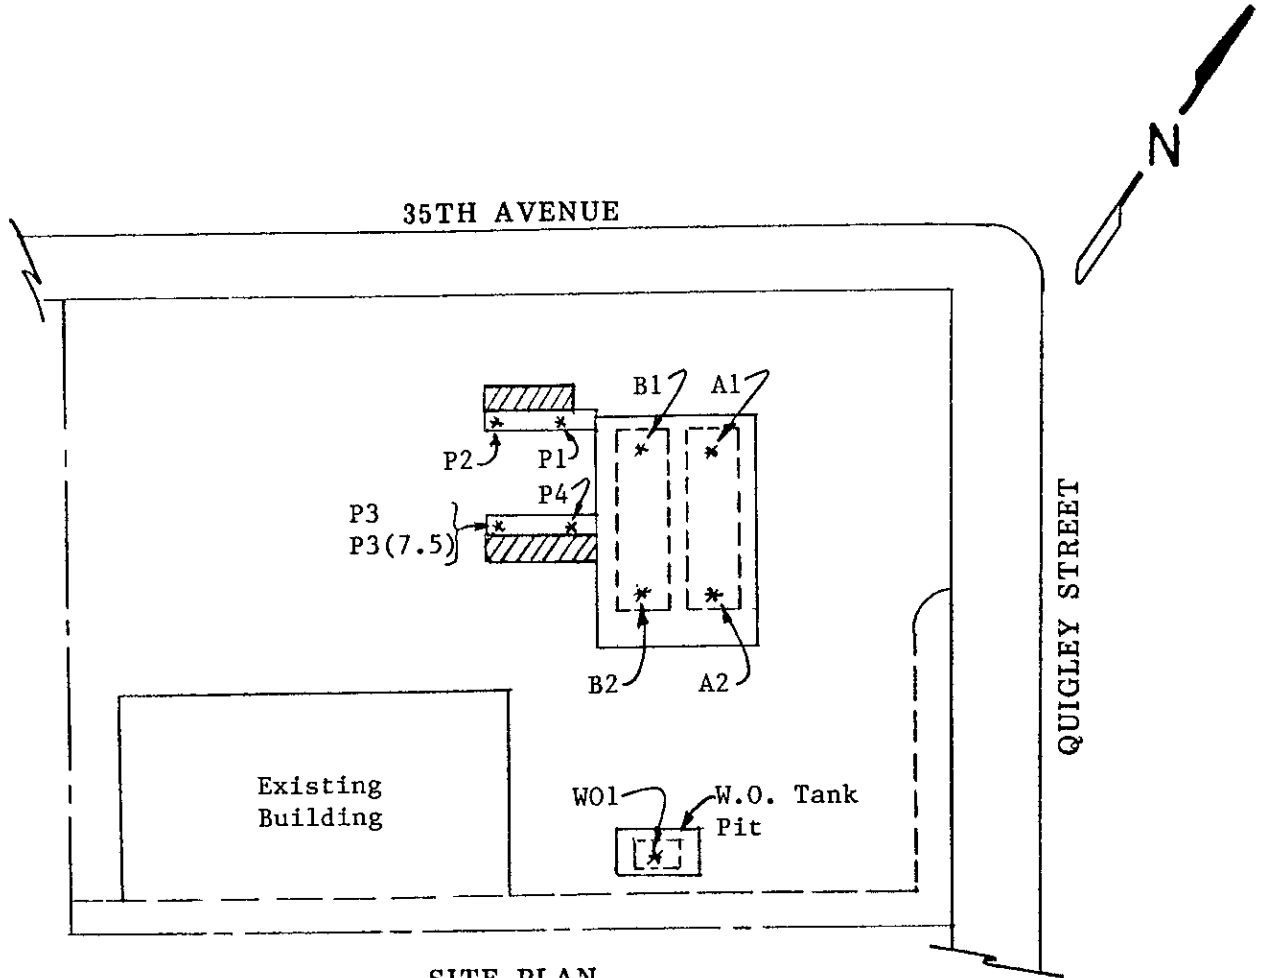 N
35TH AVENUE
B1
A1
P2
P1
P4
P3
P3(7.5)
QUIGLEY STREET
B2
A2
Existing
Building
WO1
W.O. Tank
Pit
SITE PLAN